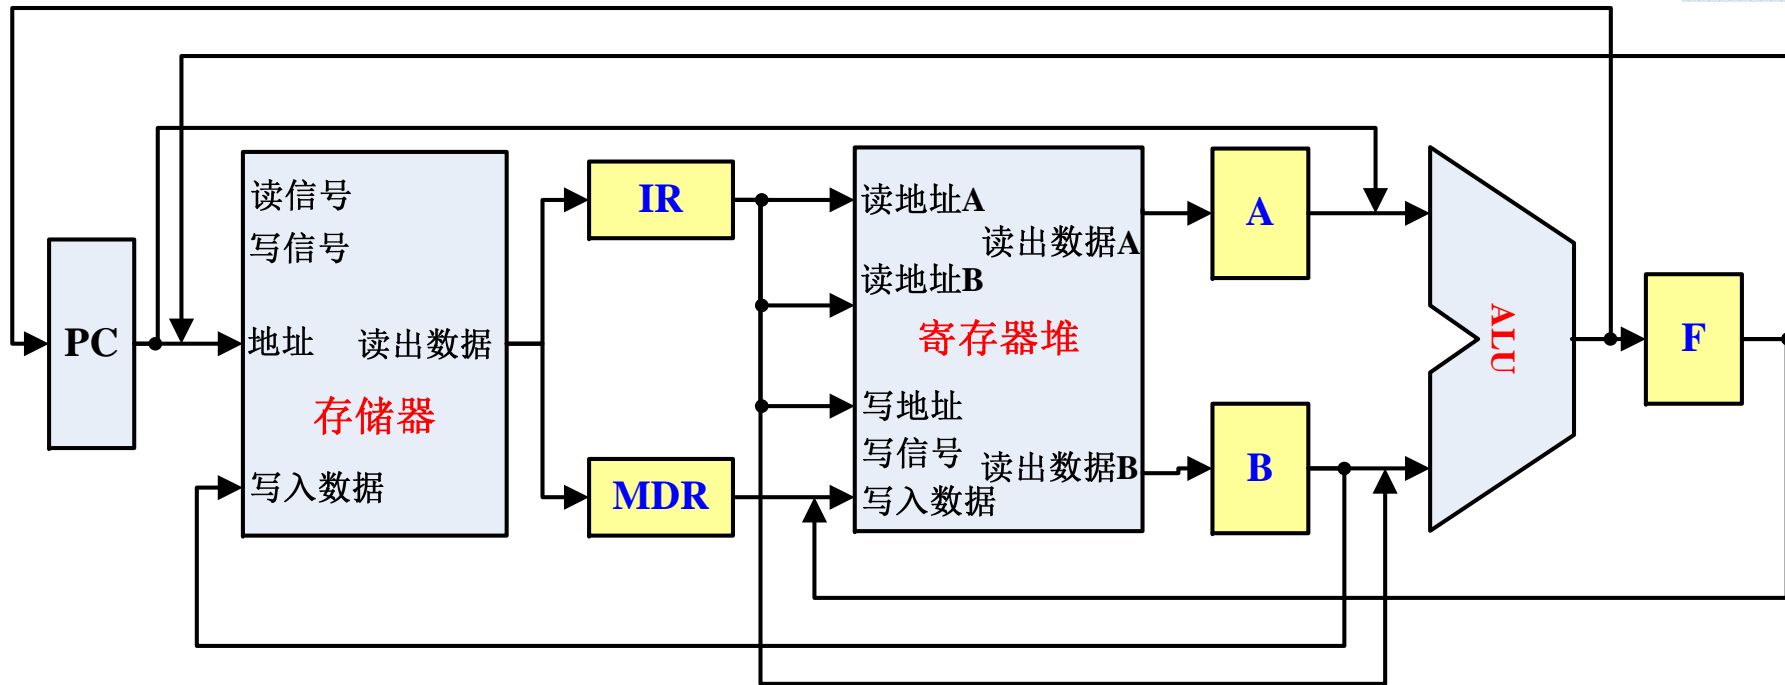 PC
读信号
写信号
地址
读出数据
存储器
写入数据
IR
MDR
读地址A
读出数据A
读地址B
寄存器堆
写地址
写信号
读出数据B
写入数据
A
B
ALU
F